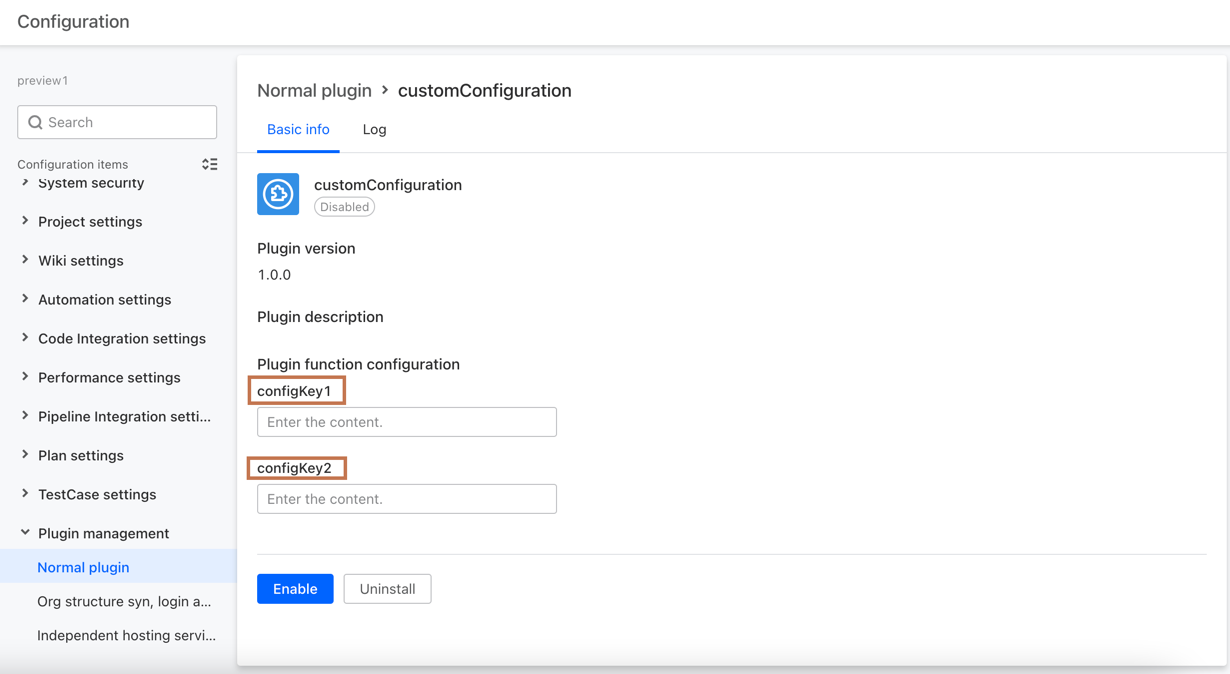 Configuration
preview1
Search
Configuration items
System security
Project settings
Wiki settings
Automation settings
Code Integration settings
Performance settings
Pipeline Integration setti...
Plan settings
TestCase settings
Plugin management
Normal plugin
Org structure syn, login a...
Independent hosting servi...
Normal plugin > customConfiguration
Basic info Log
customConfiguration
Disabled
Plugin version
1.0.0
Plugin description
Plugin function configuration
configKey1
Enter the content.
configKey2
Enter the content.
Enable Uninstall